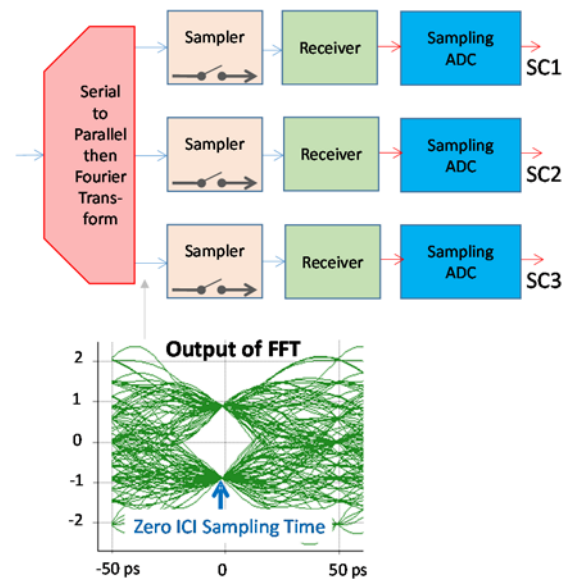 Serial
to
Parallel
then
Fourier
Trans-
form
Sampler
Receiver
Sampling
ADC
SC1
Sampler
Receiver
Sampling
ADC
SC2
Sampler
Receiver
Sampling
ADC
SC3
Output of FFT
2
1
0
-1
-2
Zero ICI Sampling Time
-50 ps
0
50 ps